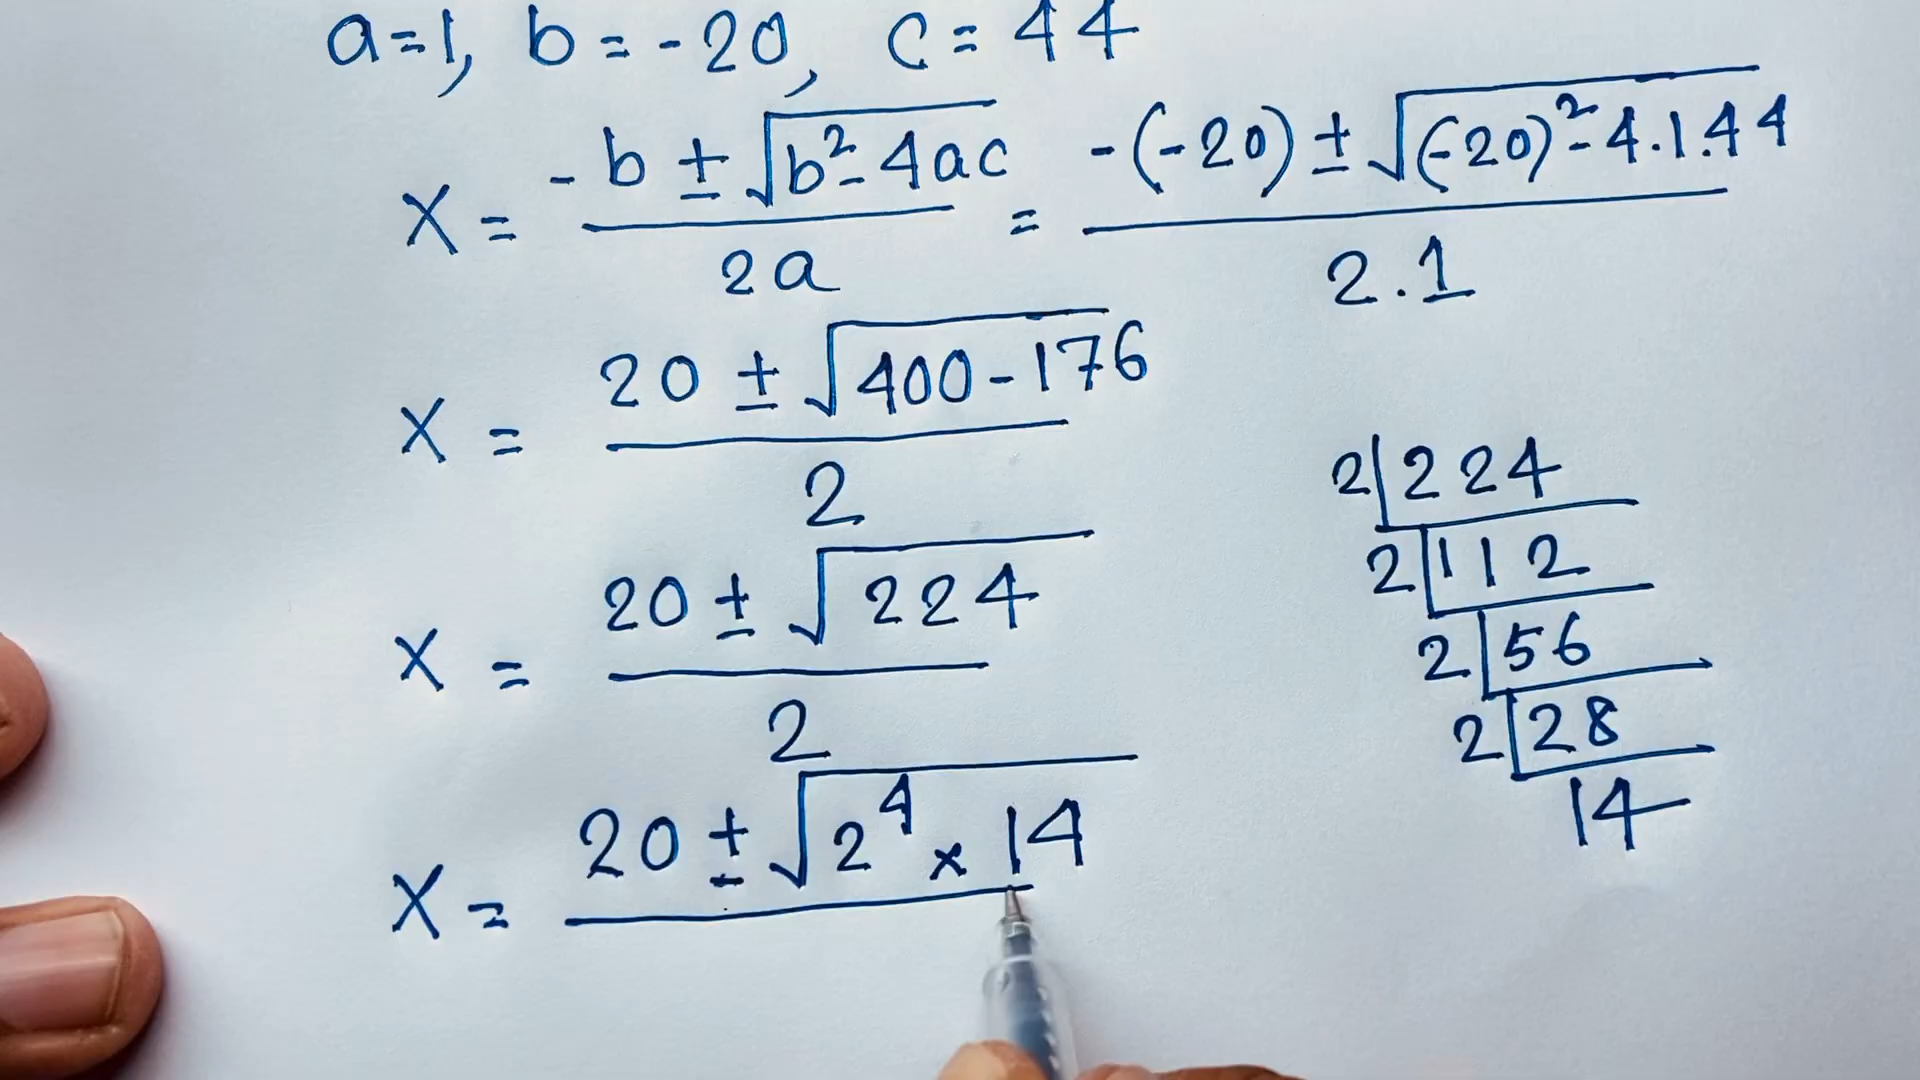 a=1, b = -20, c = 44
x = -b ± √b² - 4ac / 2a = -(-20) ± √(-20)² - 4.1.44 / 2.1
x = 20 ± √400 - 176 / 2
x = 20 ± √224 / 2
x = 20 ± √2⁴ × 14
2|224
2|112
2|56
2|28
14